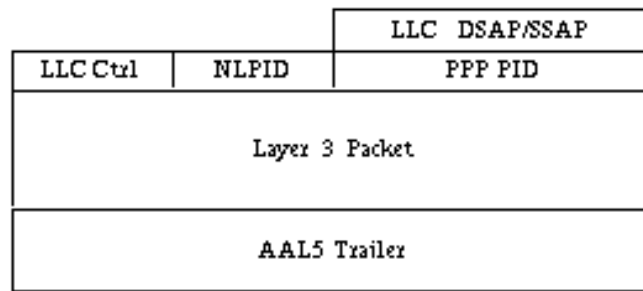 LLC DSAP/SSAP
LLC Ctrl NLPID PPP PID
Layer 3 Packet
AAL5 Trailer